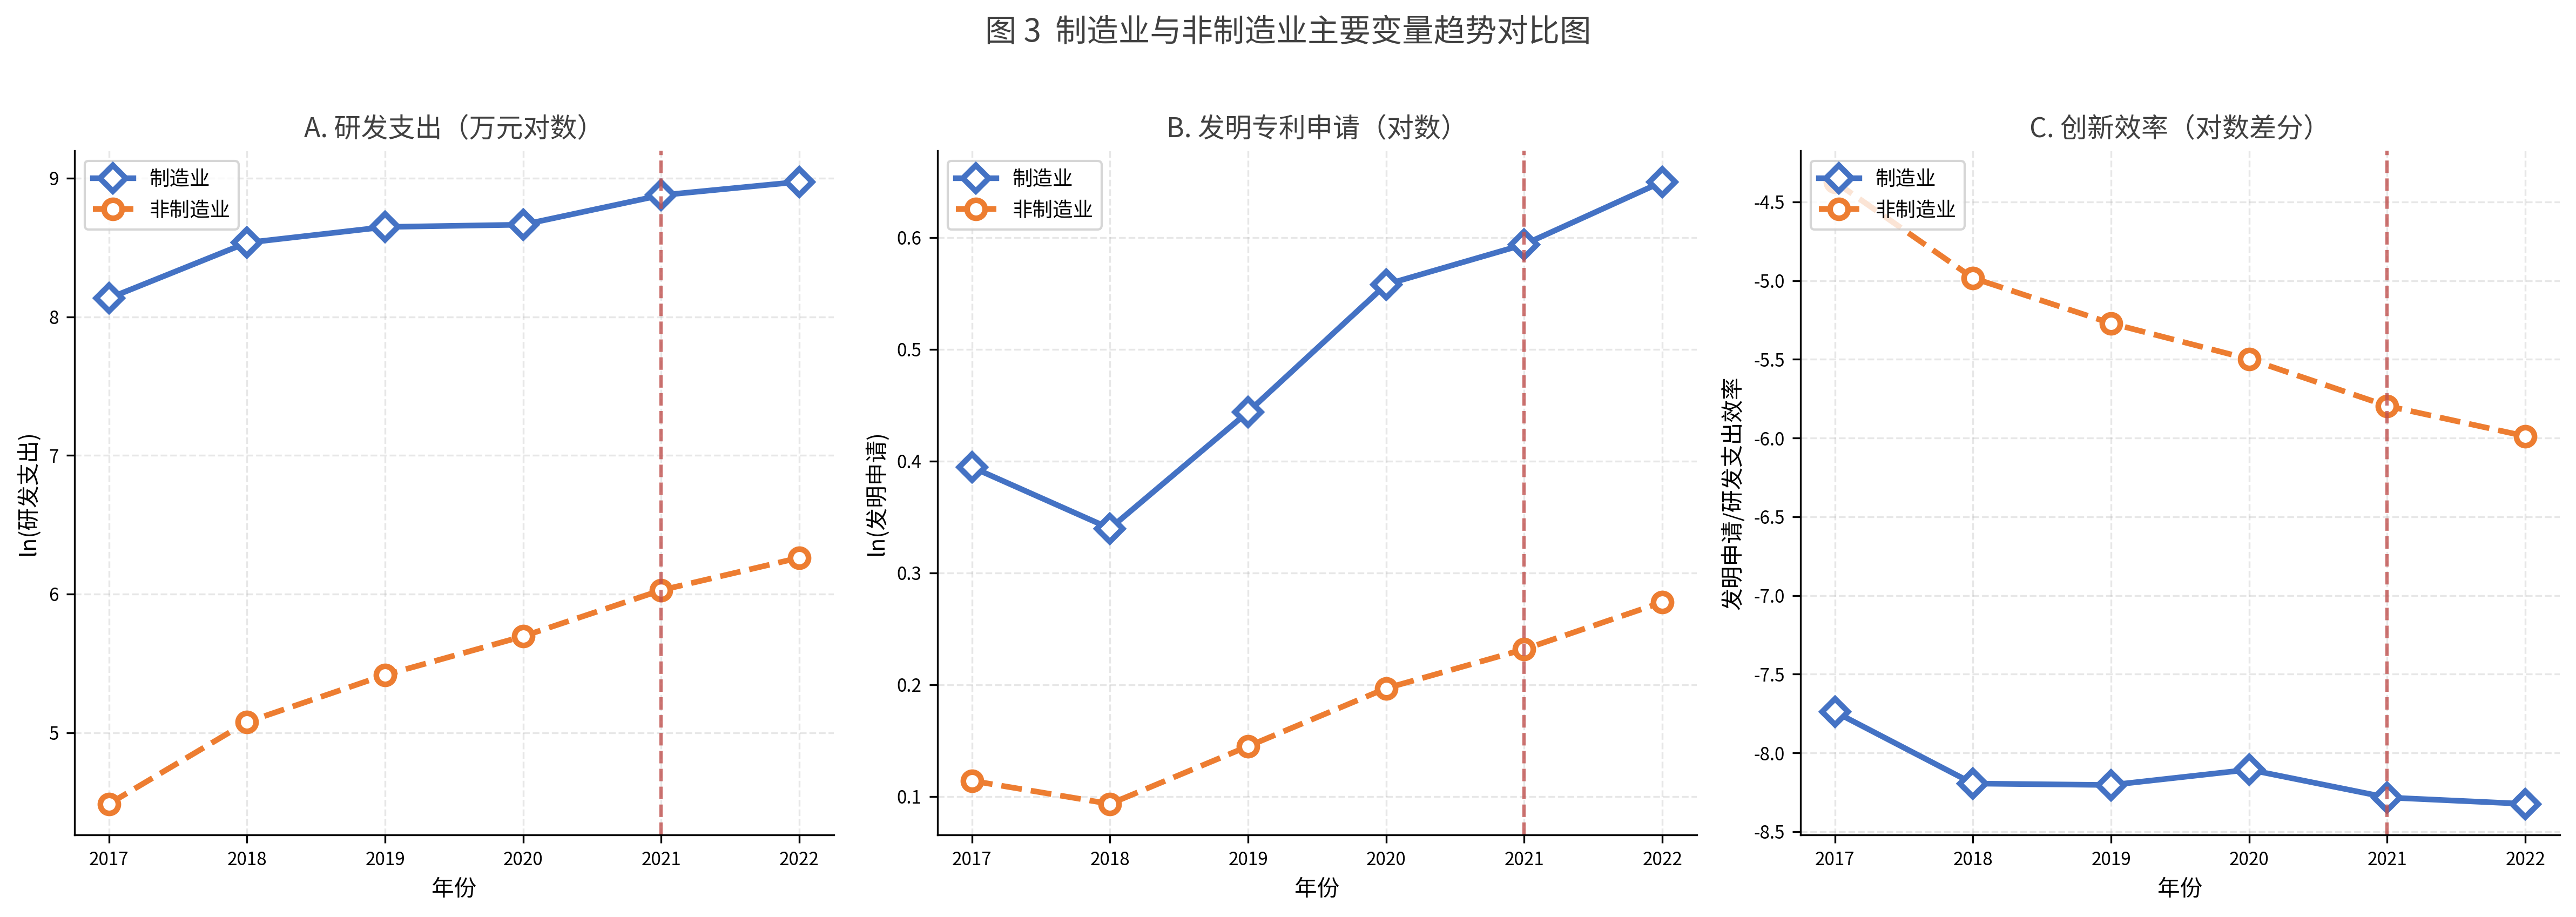 图 3 制造业与非制造业主要变量趋势对比图
A. 研发支出（万元对数）
制造业
非制造业
9
8
7
6
5
ln(研发支出)
2017
2018
2019
2020
2021
2022
年份
B. 发明专利申请（对数）
制造业
非制造业
0.6
0.5
0.4
0.3
0.2
0.1
ln(发明申请)
2017
2018
2019
2020
2021
2022
年份
C. 创新效率（对数差分）
制造业
非制造业
-4.5
-5.0
-5.5
-6.0
-6.5
-7.0
-7.5
-8.0
-8.5
发明申请/研发支出效率
2017
2018
2019
2020
2021
2022
年份